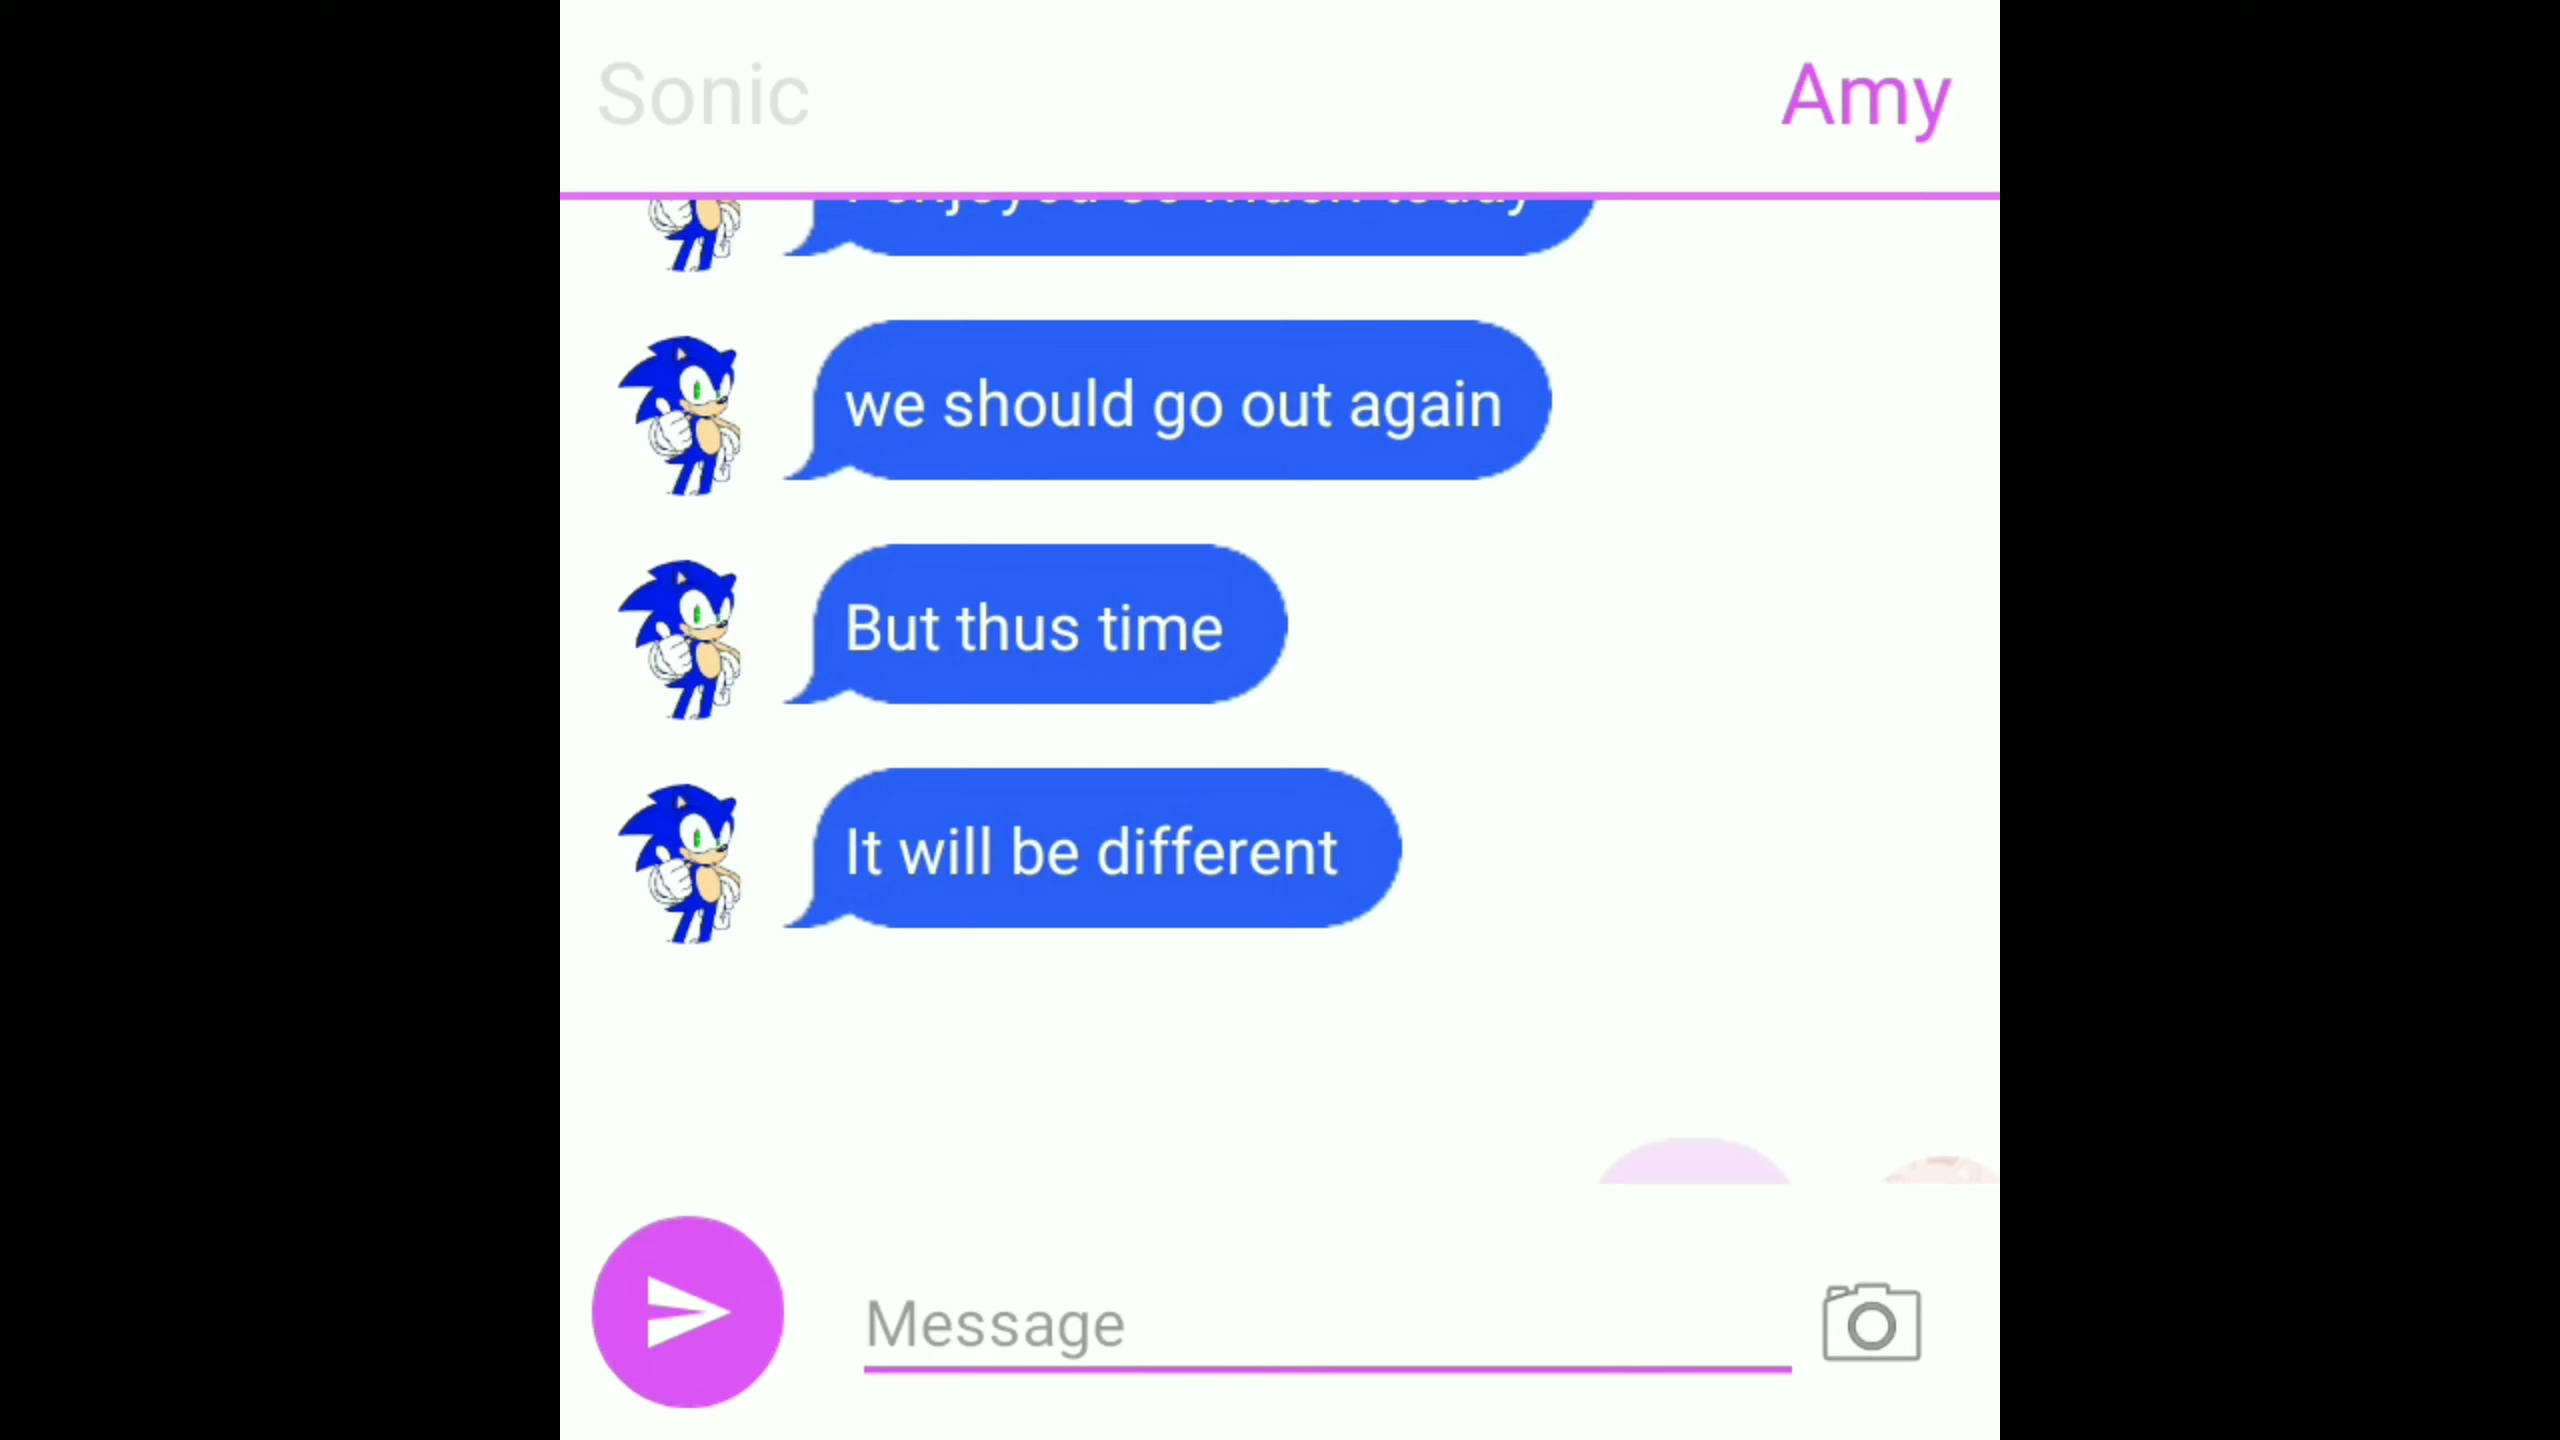 Sonic
Amy
we should go out again
But thus time
It will be different
Message